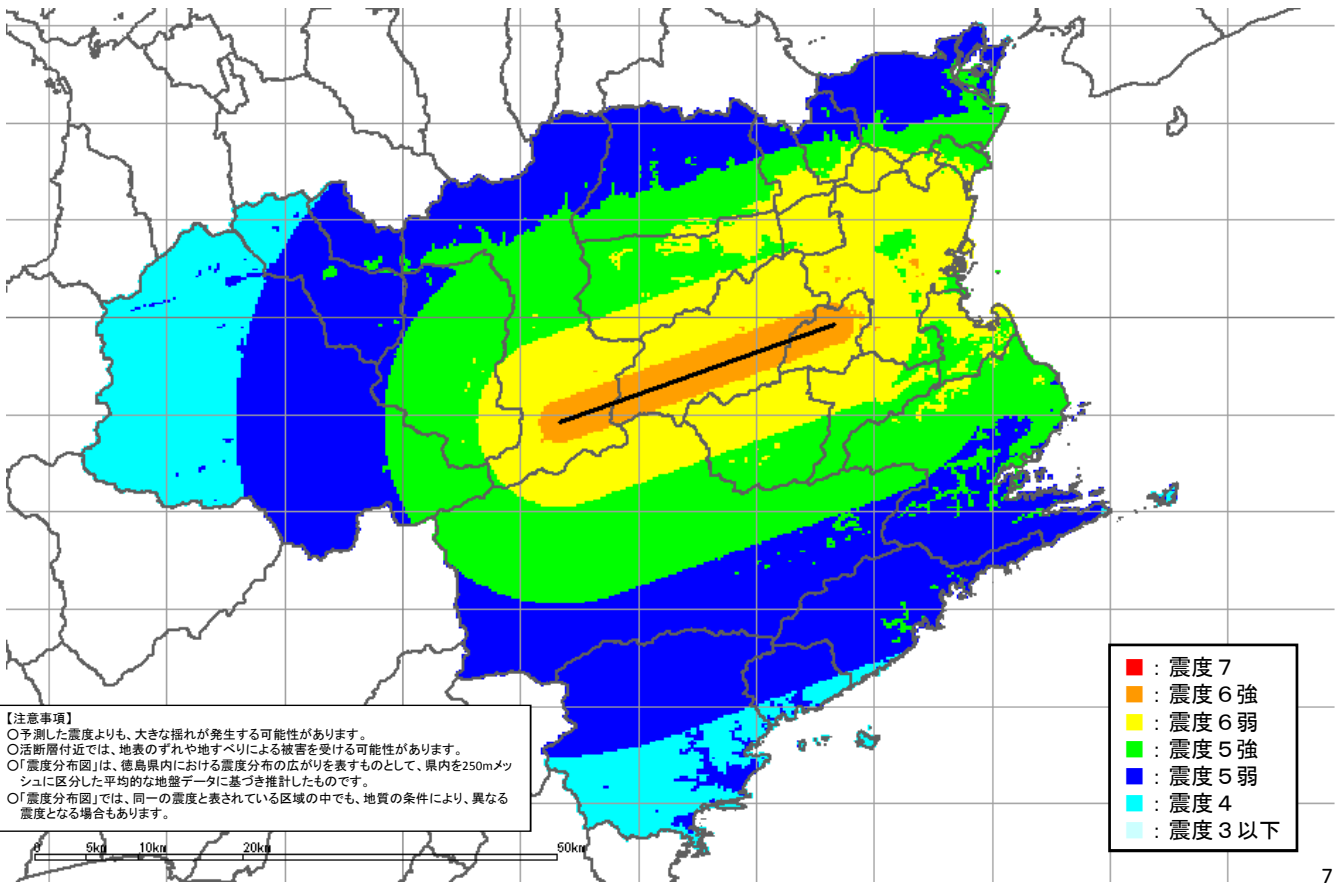 ：震度７
：震度６強
：震度６弱
：震度５強
：震度５弱
：震度４
：震度３以下
【注意事項】
○予測した震度よりも、大きな揺れが発生する可能性があります。
○活断層付近では、地表のずれや地すべりによる被害を受ける可能性があります。
○「震度分布図」は、徳島県内における震度分布の広がりを表すものとして、県内を250mメッ
シュに区分した平均的な地盤データに基づき推計したものです。
○「震度分布図」では、同一の震度と表されている区域の中でも、地質の条件により、異なる
震度となる場合もあります。
0 5km 10km 20km 50km
7